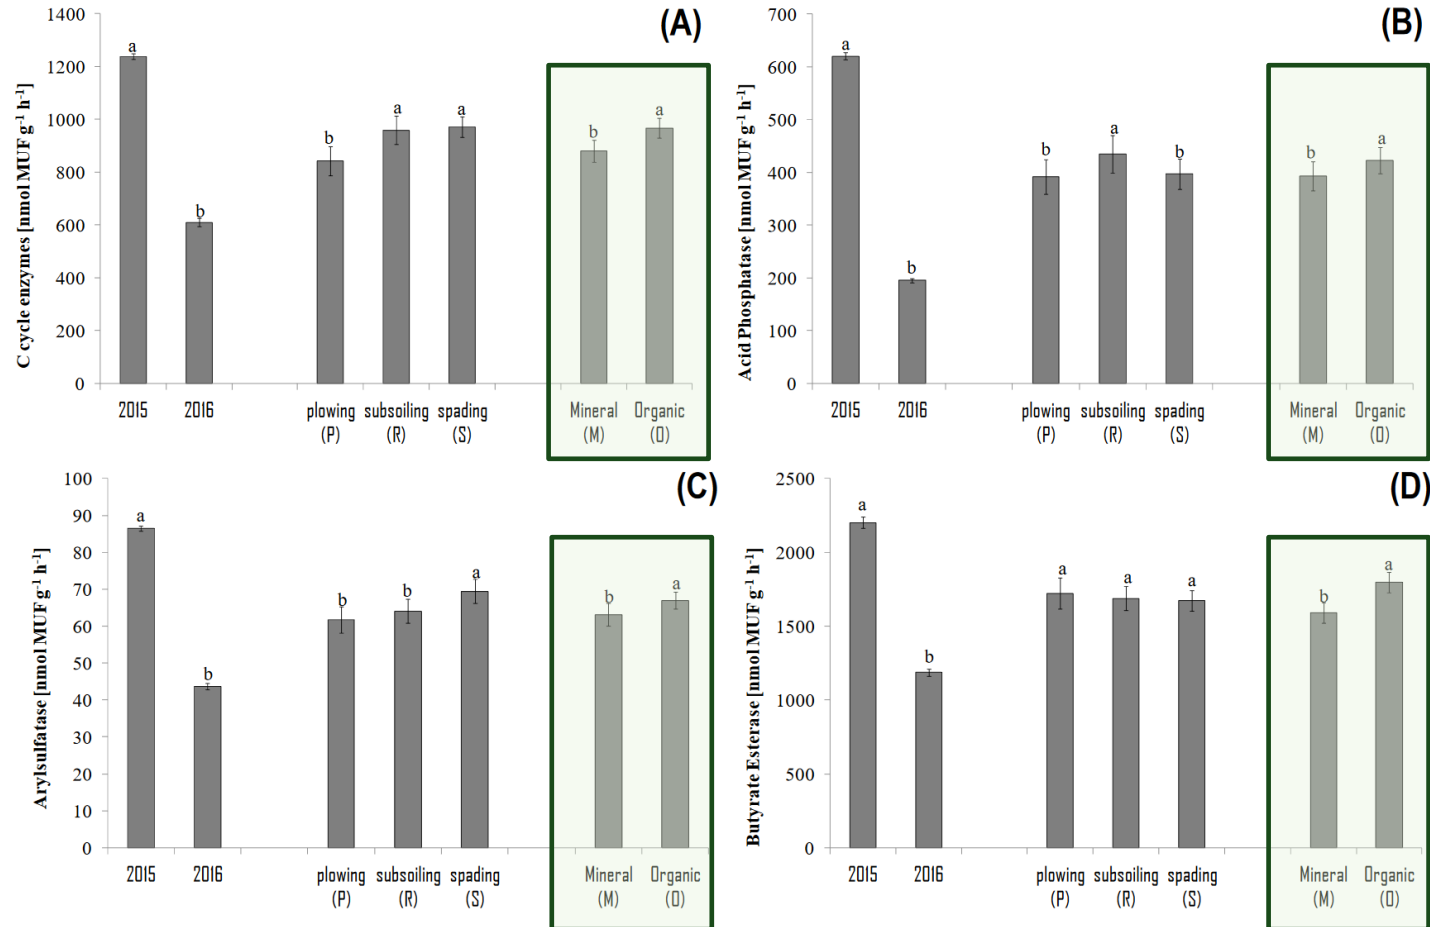 (A)
C cycle enzymes [nmol MUF g⁻¹ h⁻¹]
1400
1200
1000
800
600
400
200
0
a
b
b
a
a
b
a
2015 2016 plowing (P) subsoiling (R) spading (S) Mineral (M) Organic (O)
(B)
Acid Phosphatase [nmol MUF g⁻¹ h⁻¹]
700
600
500
400
300
200
100
0
a
b
b
a
b
b
a
2015 2016 plowing (P) subsoiling (R) spading (S) Mineral (M) Organic (O)
(C)
Arylsulfatase [nmol MUF g⁻¹ h⁻¹]
100
90
80
70
60
50
40
30
20
10
0
a
b
b
b
a
b
a
2015 2016 plowing (P) subsoiling (R) spading (S) Mineral (M) Organic (O)
(D)
Butyrate Esterase [nmol MUF g⁻¹ h⁻¹]
2500
2000
1500
1000
500
0
a
b
a
a
a
b
a
2015 2016 plowing (P) subsoiling (R) spading (S) Mineral (M) Organic (O)